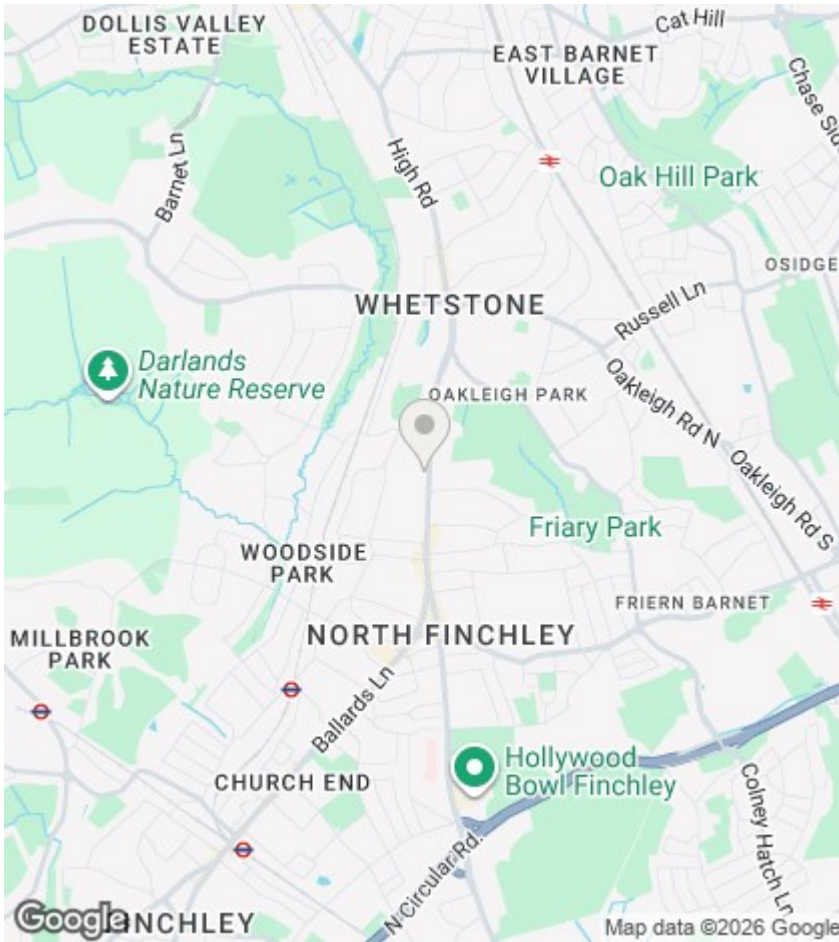 DOLLIS VALLEY
ESTATE
Cat Hill
EAST BARNET
VILLAGE
Chase Sid
Barnet Ln
High Rd
Oak Hill Park
OSIDGE
WHETSTONE
Russell Ln
Darlands
Nature Reserve
OAKLEIGH PARK
Oakleigh Rd N
Oakleigh Rd S
Friary Park
WOODSIDE
PARK
FRIERN BARNET
MILLBROOK
PARK
NORTH FINCHLEY
Ballards Ln
Hollywood
Bowl Finchley
CHURCH END
Colney Hatch Ln
N Circular Rd
Google
INCHLEY
Map data ©2026 Google